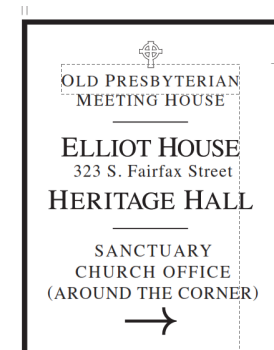 OLD PRESBYTERIAN
MEETING HOUSE
ELLIOT HOUSE
323 S. Fairfax Street
HERITAGE HALL
SANCTUARY
CHURCH OFFICE
(AROUND THE CORNER)